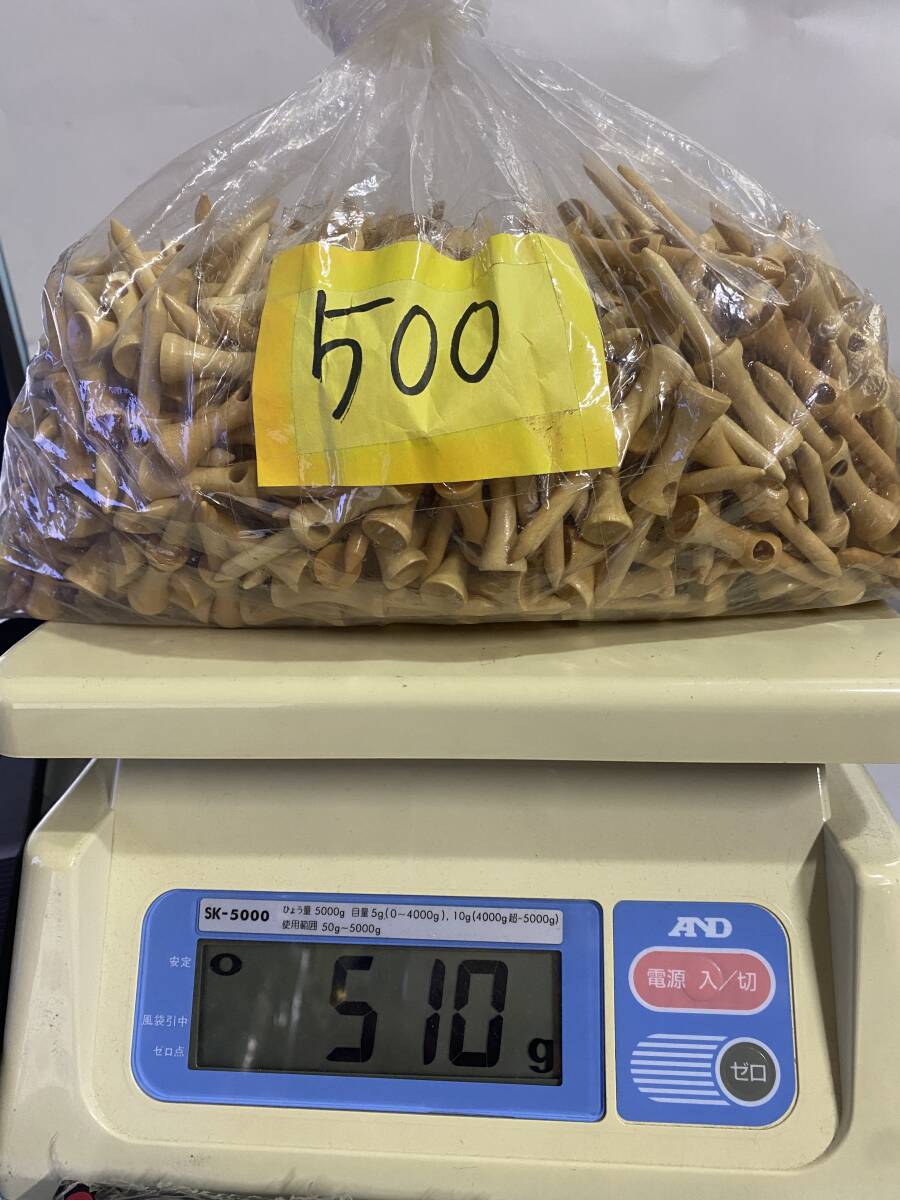 500
SK-5000
ひょう量 5000g 目量 5g(0～4000g), 10g(4000g超~5000g)
使用範囲 50g～5000g
安定
風袋引中
ゼロ点
510 g
AND
電源 入/切
ゼロ